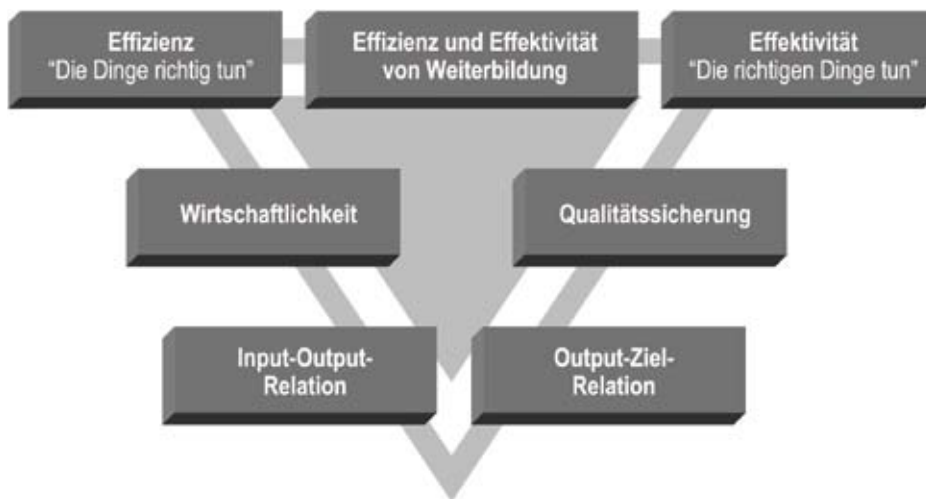 Effizienz
“Die Dinge richtig tun”
Effizienz und Effektivität
von Weiterbildung
Effektivität
“Die richtigen Dinge tun”
Wirtschaftlichkeit
Qualitätssicherung
Input-Output-
Relation
Output-Ziel-
Relation